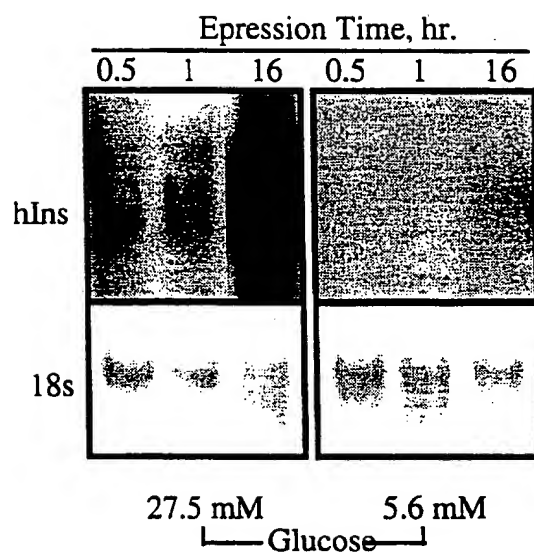 Epression Time, hr.
0.5 1 16 0.5 1 16
hIns
18s
27.5 mM 5.6 mM
Glucose